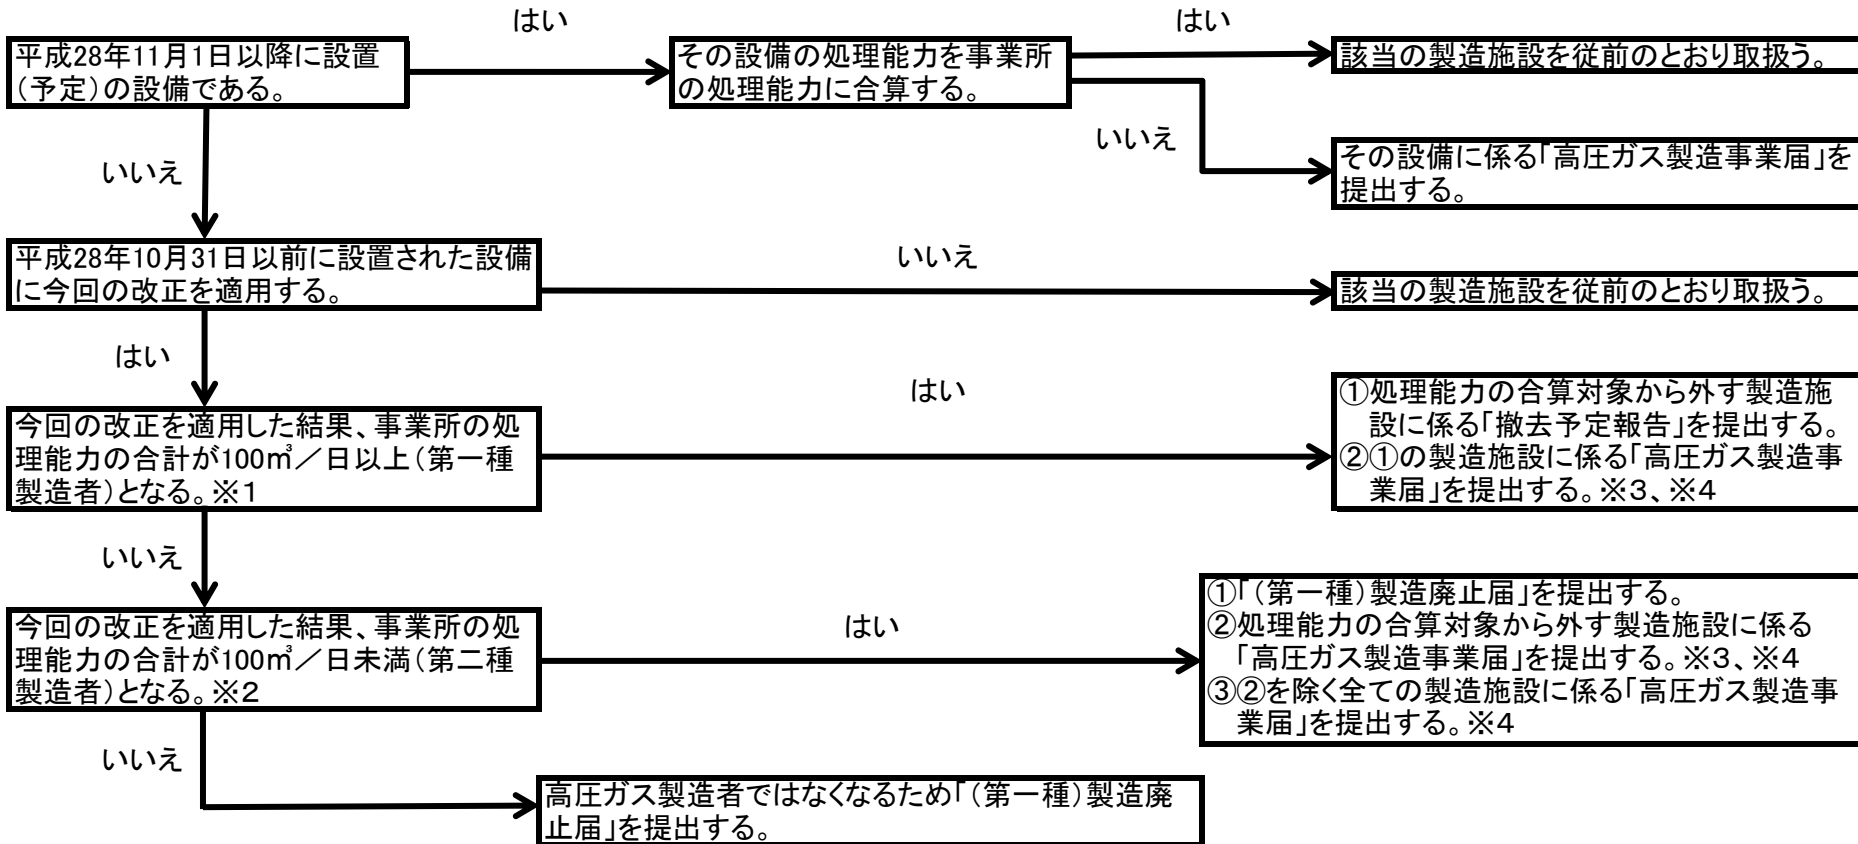 はい
はい
平成28年11月1日以降に設置
(予定)の設備である。
その設備の処理能力を事業所
の処理能力に合算する。
該当の製造施設を従前のとおり取扱う。
いいえ
いいえ
その設備に係る「高圧ガス製造事業届」を
提出する。
平成28年10月31日以前に設置された設備
に今回の改正を適用する。
いいえ
該当の製造施設を従前のとおり取扱う。
はい
はい
今回の改正を適用した結果、事業所の処
理能力の合計が100㎥/日以上(第一種
製造者)となる。※1
①処理能力の合算対象から外す製造施
設に係る「撤去予定報告」を提出する。
②①の製造施設に係る「高圧ガス製造事
業届」を提出する。※3、※4
いいえ
今回の改正を適用した結果、事業所の処
理能力の合計が100㎥/日未満(第二種
製造者)となる。※2
はい
①「(第一種)製造廃止届」を提出する。
②処理能力の合算対象から外す製造施設に係る
「高圧ガス製造事業届」を提出する。※3、※4
③②を除く全ての製造施設に係る「高圧ガス製造事
業届」を提出する。※4
いいえ
高圧ガス製造者ではなくなるため「(第一種)製造廃
止届」を提出する。